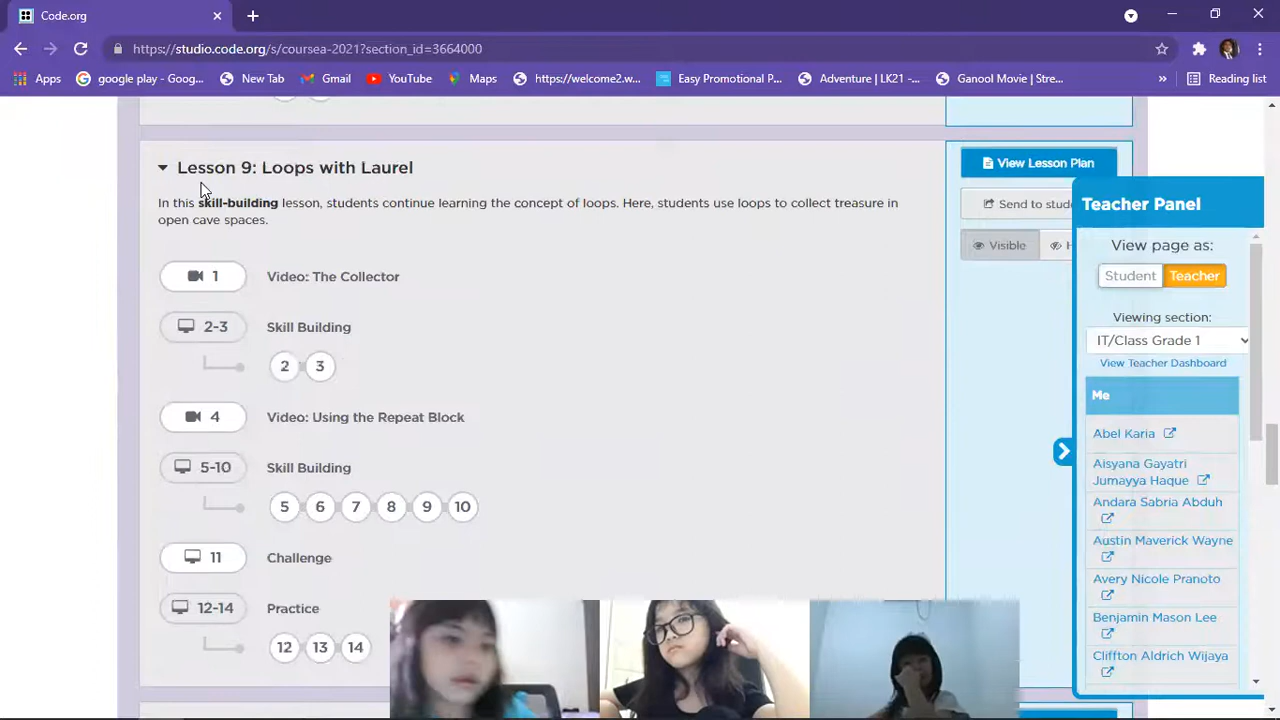 Code.org
https://studio.code.org/s/coursea-2021?section_id=3664000
Apps google play - Goog... New Tab Gmail YouTube Maps https://welcome2.w... Easy Promotional P... Adventure | LK21 -... Ganool Movie | Stre... » Reading list
Lesson 9: Loops with Laurel
In this skill-building lesson, students continue learning the concept of loops. Here, students use loops to collect treasure in
open cave spaces.
1 Video: The Collector
2-3 Skill Building
2 3
4 Video: Using the Repeat Block
5-10 Skill Building
5 6 7 8 9 10
11 Challenge
12-14 Practice
12 13 14
View Lesson Plan
Send to stude
Visible H
Teacher Panel
View page as:
Student Teacher
Viewing section:
IT/Class Grade 1
View Teacher Dashboard
Me
Abel Karia
Aisyana Gayatri
Jumayya Haque
Andara Sabria Abduh
Austin Maverick Wayne
Avery Nicole Pranoto
Benjamin Mason Lee
Cliffton Aldrich Wijaya